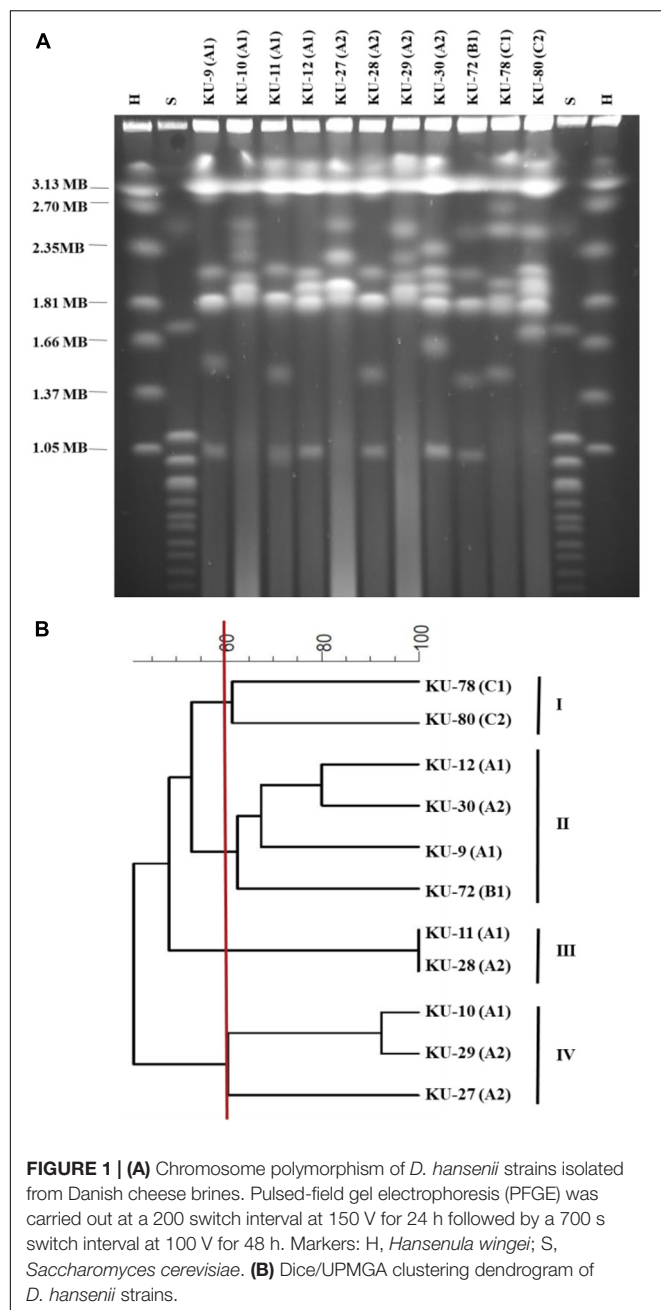 A
H
S
KU-9 (A1)
KU-10 (A1)
KU-11 (A1)
KU-12 (A1)
KU-27 (A2)
KU-28 (A2)
KU-29 (A2)
KU-30 (A2)
KU-72 (B1)
KU-78 (C1)
KU-80 (C2)
S
H
3.13 MB
2.70 MB
2.35MB
1.81 MB
1.66 MB
1.37 MB
1.05 MB
B
60
80
100
KU-78 (C1)
KU-80 (C2)
I
KU-12 (A1)
KU-30 (A2)
KU-9 (A1)
KU-72 (B1)
II
KU-11 (A1)
KU-28 (A2)
III
KU-10 (A1)
KU-29 (A2)
KU-27 (A2)
IV
FIGURE 1 | (A) Chromosome polymorphism of D. hansenii strains isolated
from Danish cheese brines. Pulsed-field gel electrophoresis (PFGE) was
carried out at a 200 switch interval at 150 V for 24 h followed by a 700 s
switch interval at 100 V for 48 h. Markers: H, Hansenula wingei; S,
Saccharomyces cerevisiae. (B) Dice/UPMGA clustering dendrogram of
D. hansenii strains.